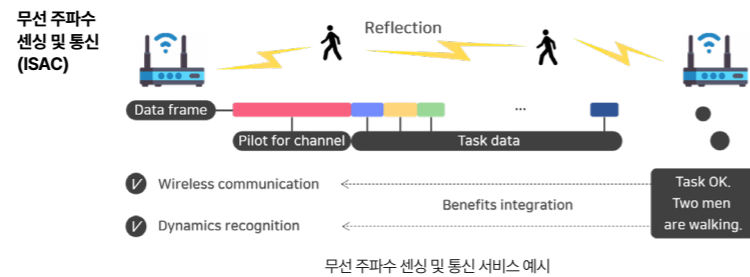 무선 주파수
센싱 및 통신
(ISAC)
Reflection
Data frame
...
Pilot for channel
Task data
V Wireless communication
Benefits integration
V Dynamics recognition
Task OK.
Two men
are walking.
무선 주파수 센싱 및 통신 서비스 예시